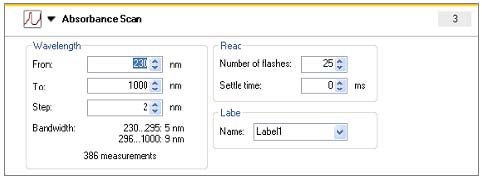 Absorbance Scan 3
Wavelength
From: 230 nm
To: 1000 nm
Step: 2 nm
Bandwidth: 230...295: 5 nm
296...1000: 9 nm
386 measurements
Reac
Number of flashes: 25
Settle time: 0 ms
Labe
Name: Label1